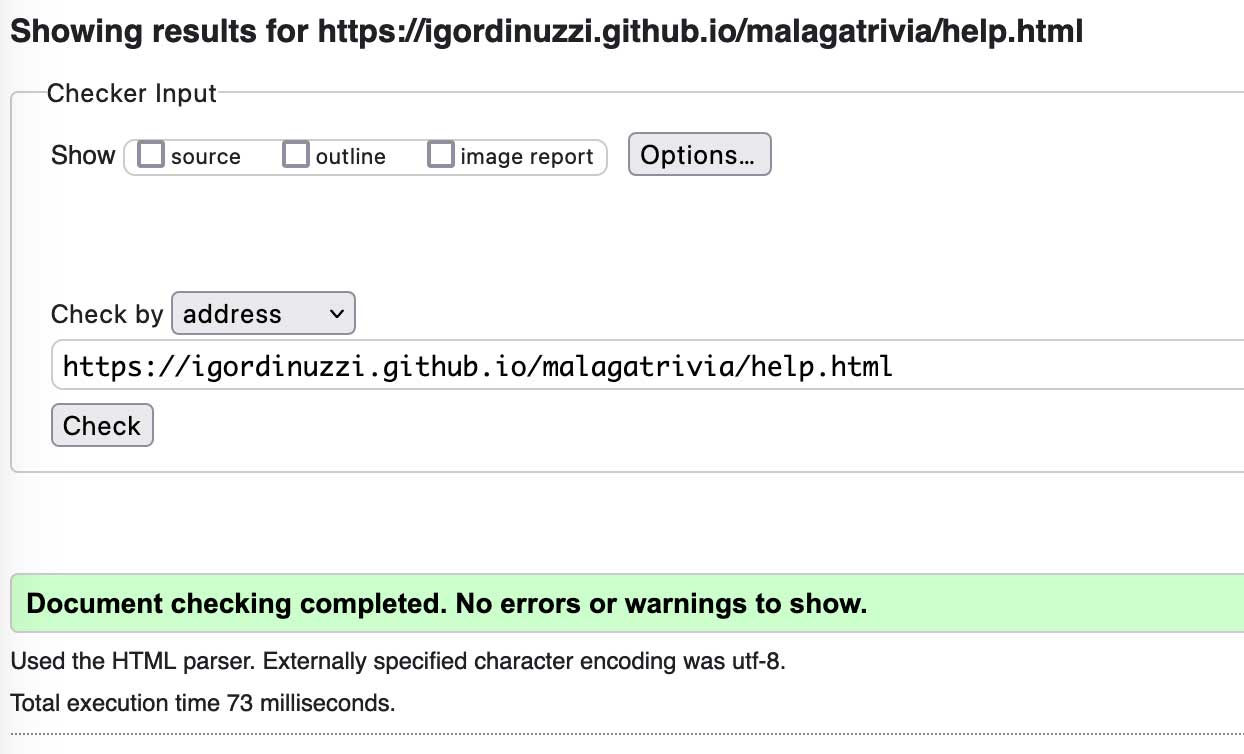 Showing results for https://igordinuzzi.github.io/malagatrivia/help.html
Checker Input
Show source outline image report Options...
Check by address
https://igordinuzzi.github.io/malagatrivia/help.html
Check
Document checking completed. No errors or warnings to show.
Used the HTML parser. Externally specified character encoding was utf-8.
Total execution time 73 milliseconds.